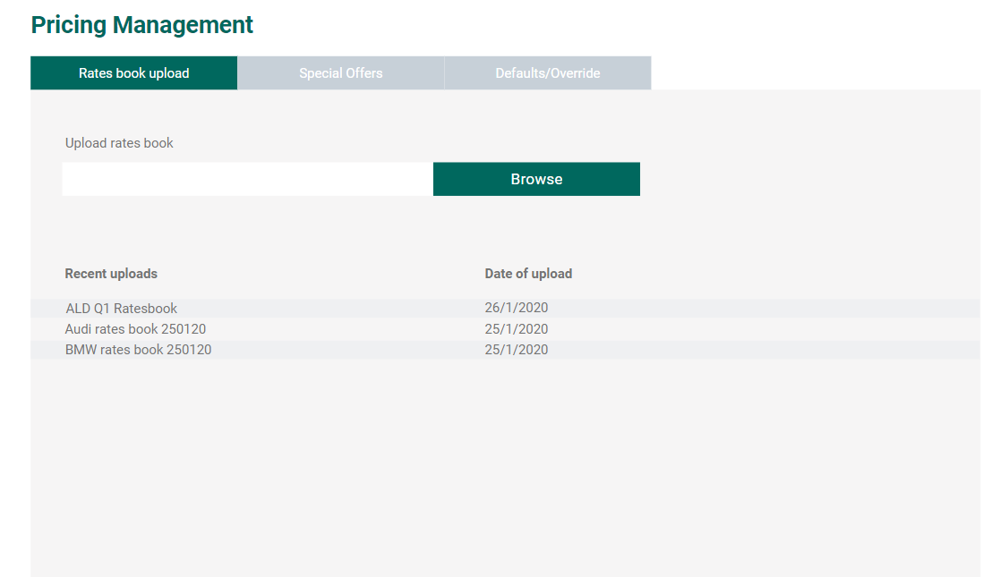 Pricing Management
Rates book upload Special Offers Defaults/Override
Upload rates book
Browse
Recent uploads Date of upload
ALD Q1 Ratesbook 26/1/2020
Audi rates book 250120 25/1/2020
BMW rates book 250120 25/1/2020